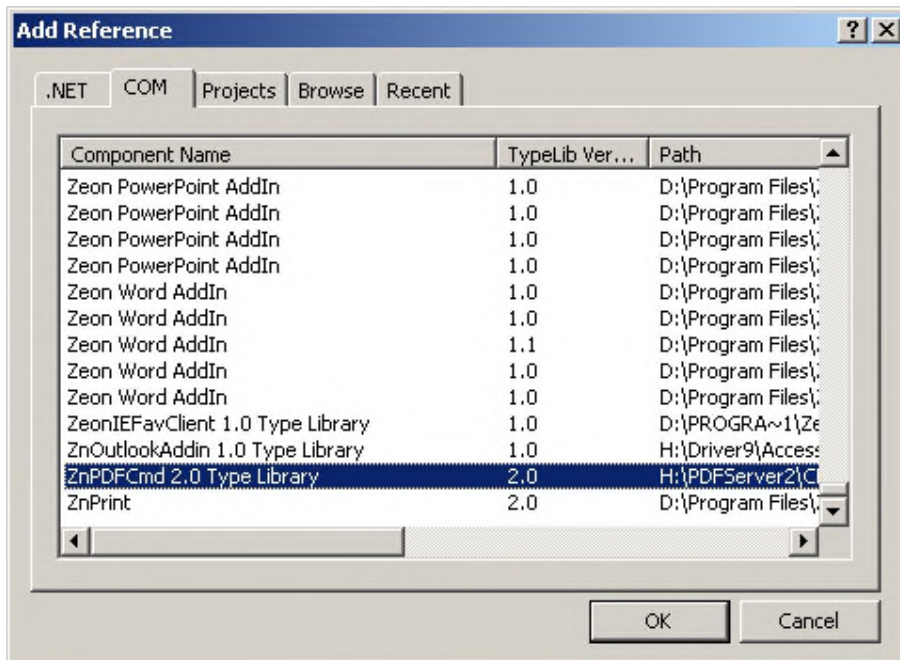 Add Reference
.NET COM Projects Browse Recent
Component Name TypeLib Ver... Path
Zeon PowerPoint AddIn 1.0 D:\Program Files\
Zeon PowerPoint AddIn 1.0 D:\Program Files\
Zeon PowerPoint AddIn 1.0 D:\Program Files\
Zeon PowerPoint AddIn 1.0 D:\Program Files\
Zeon Word AddIn 1.0 D:\Program Files\
Zeon Word AddIn 1.0 D:\Program Files\
Zeon Word AddIn 1.1 D:\Program Files\
Zeon Word AddIn 1.0 D:\Program Files\
Zeon Word AddIn 1.0 D:\Program Files\
ZeonIEFavClient 1.0 Type Library 1.0 D:\PROGRA~1\Ze
ZnOutlookAddin 1.0 Type Library 1.0 H:\Driver9\Access
ZnPDFCmd 2.0 Type Library 2.0 H:\PDFServer2\Cl
ZnPrint 2.0 D:\Program Files\
OK Cancel